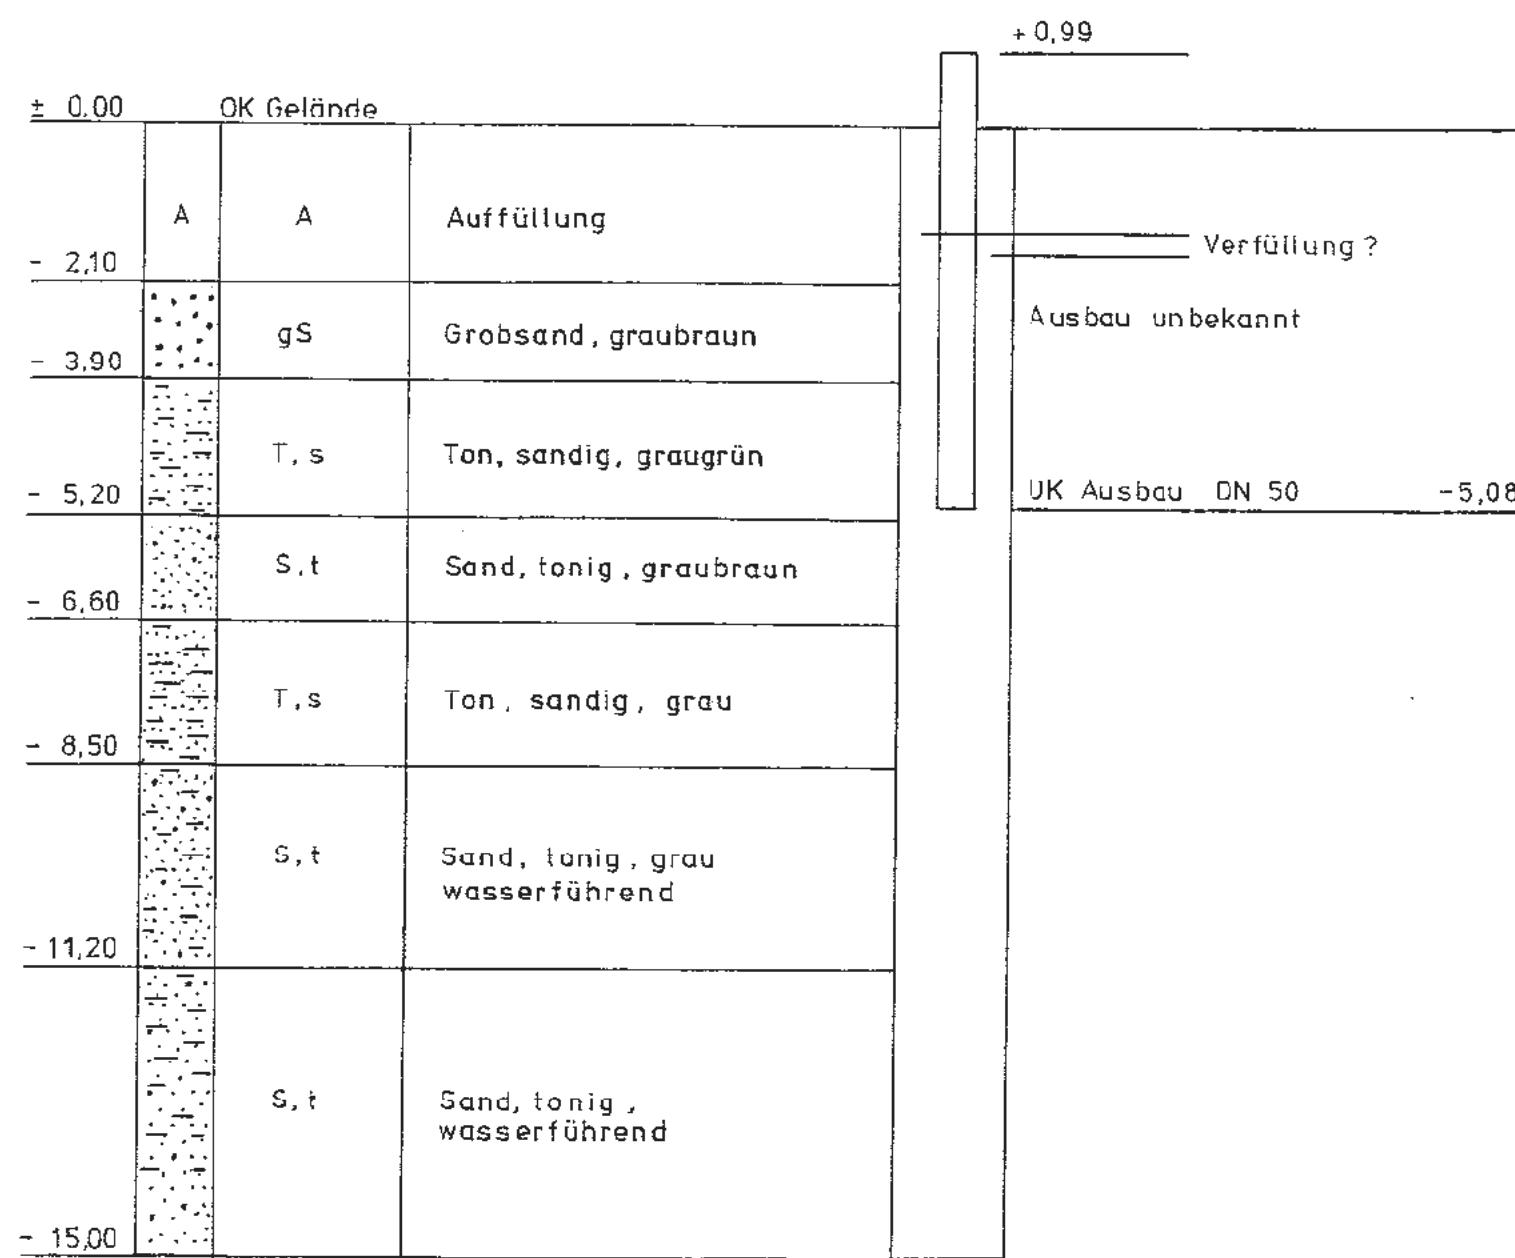 +0,99
± 0.00 OK Gelände
A A Auffüllung
Verfüllung ?
- 2,10
Ausbau unbekannt
gS Grobsand, graubraun
- 3,90
T, s Ton, sandig, graugrün
- 5,20
UK Ausbau DN 50 -5,08
S,t Sand, tonig, graubraun
- 6,60
T,s Ton, sandig, grau
- 8,50
S,t Sand, tonig, grau
wasserführend
- 11,20
S,t Sand, tonig,
wasserführend
- 15,00